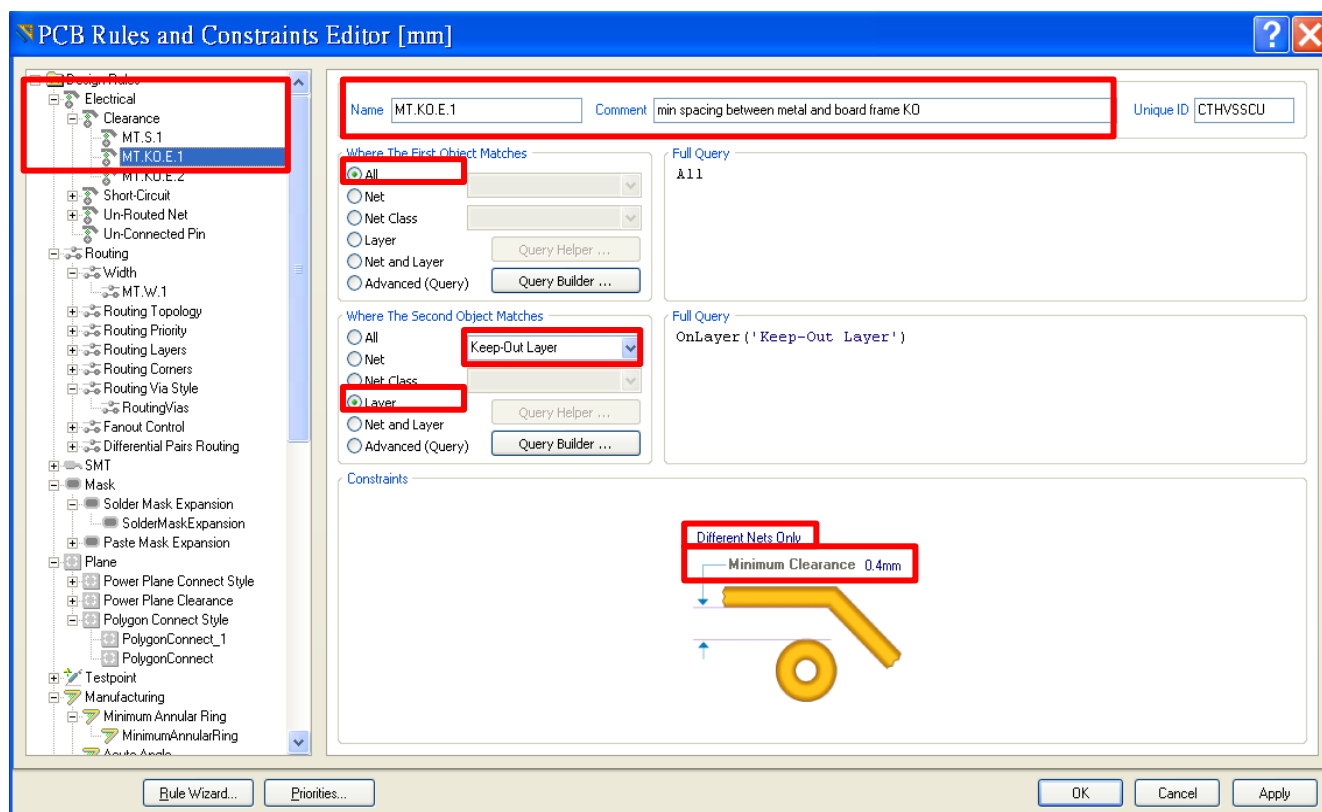 PCB Rules and Constraints Editor [mm]
Design Rules
Electrical
Clearance
MT.S.1
MT.KO.E.1
MT.KO.E.2
Short-Circuit
Un-Routed Net
Un-Connected Pin
Routing
Width
MT.W.1
Routing Topology
Routing Priority
Routing Layers
Routing Corners
Routing Via Style
RoutingVias
Fanout Control
Differential Pairs Routing
SMT
Mask
Solder Mask Expansion
SolderMaskExpansion
Paste Mask Expansion
Plane
Power Plane Connect Style
Power Plane Clearance
Polygon Connect Style
PolygonConnect_1
PolygonConnect
Testpoint
Manufacturing
Minimum Annular Ring
MinimumAnnularRing
Acute Angle
Name MT.KO.E.1 Comment min spacing between metal and board frame KO Unique ID CTHVSSCU
Where The First Object Matches
All
Net
Net Class
Layer
Net and Layer
Advanced (Query)
Query Helper ...
Query Builder ...
Full Query
All
Where The Second Object Matches
All
Net
Net Class
Layer
Net and Layer
Advanced (Query)
Keep-Out Layer
Query Helper ...
Query Builder ...
Full Query
OnLayer('Keep-Out Layer')
Constraints
Different Nets Only
Minimum Clearance 0.4mm
Rule Wizard... Priorities... OK Cancel Apply